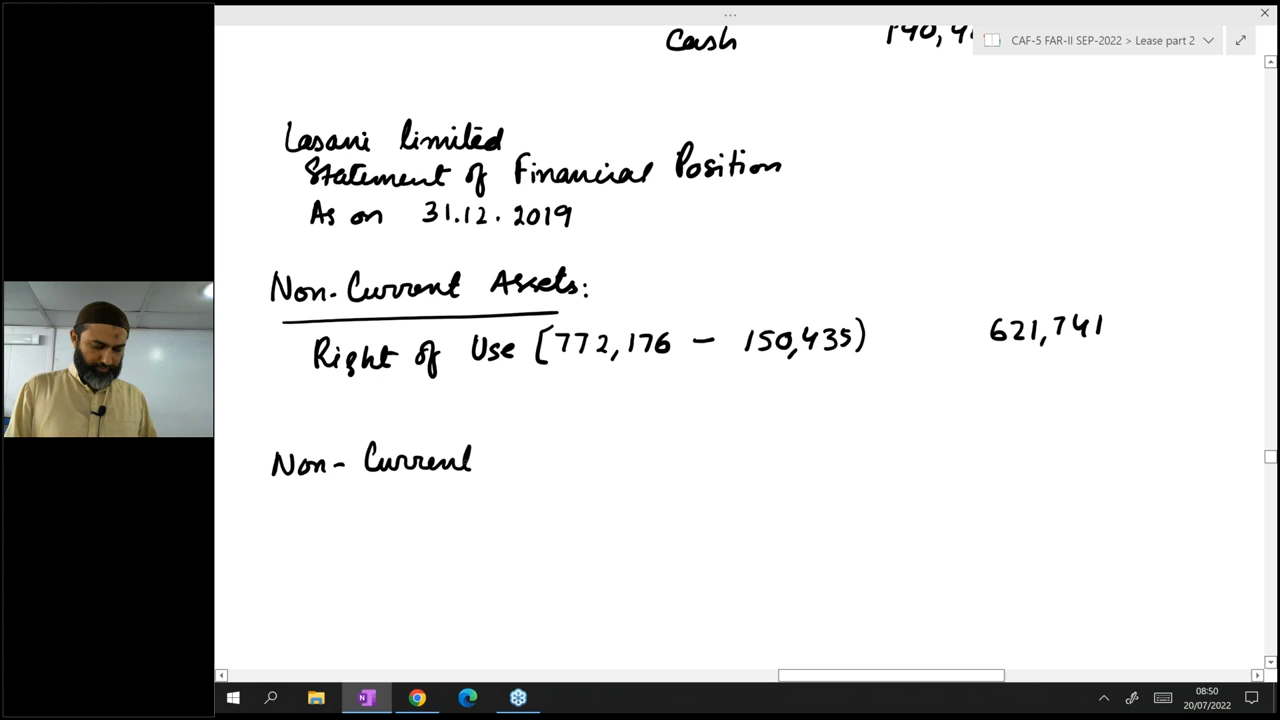 Cash
CAF-5 FAR-II SEP-2022 > Lease part 2
Lasani limited
Statement of Financial Position
As on 31.12.2019
Non-Current Assets:
Right of Use [772,176 - 150,435) 621,741
Non-Current
08:50
20/07/2022